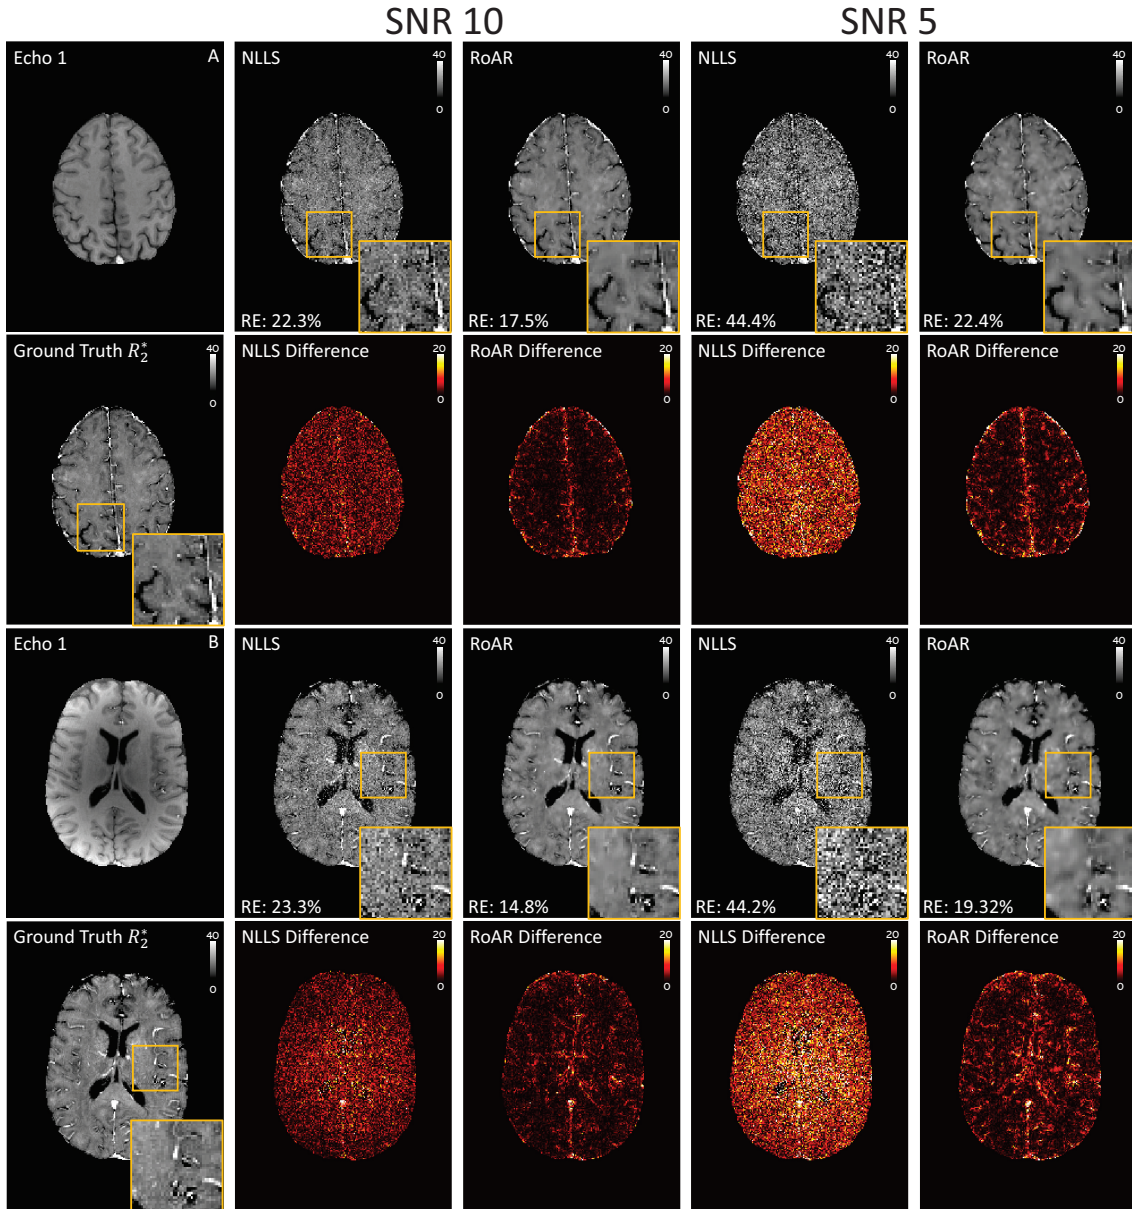 SNR 10
SNR 5
Echo 1
A
NLLS
40
0
RE: 22.3%
RoAR
40
0
RE: 17.5%
NLLS
40
0
RE: 44.4%
RoAR
40
0
RE: 22.4%
Ground Truth R₂*
40
0
NLLS Difference
20
0
RoAR Difference
20
0
NLLS Difference
20
0
RoAR Difference
20
0
Echo 1
B
NLLS
40
0
RE: 23.3%
RoAR
40
0
RE: 14.8%
NLLS
40
0
RE: 44.2%
RoAR
40
0
RE: 19.32%
Ground Truth R₂*
40
0
NLLS Difference
20
0
RoAR Difference
20
0
NLLS Difference
20
0
RoAR Difference
20
0